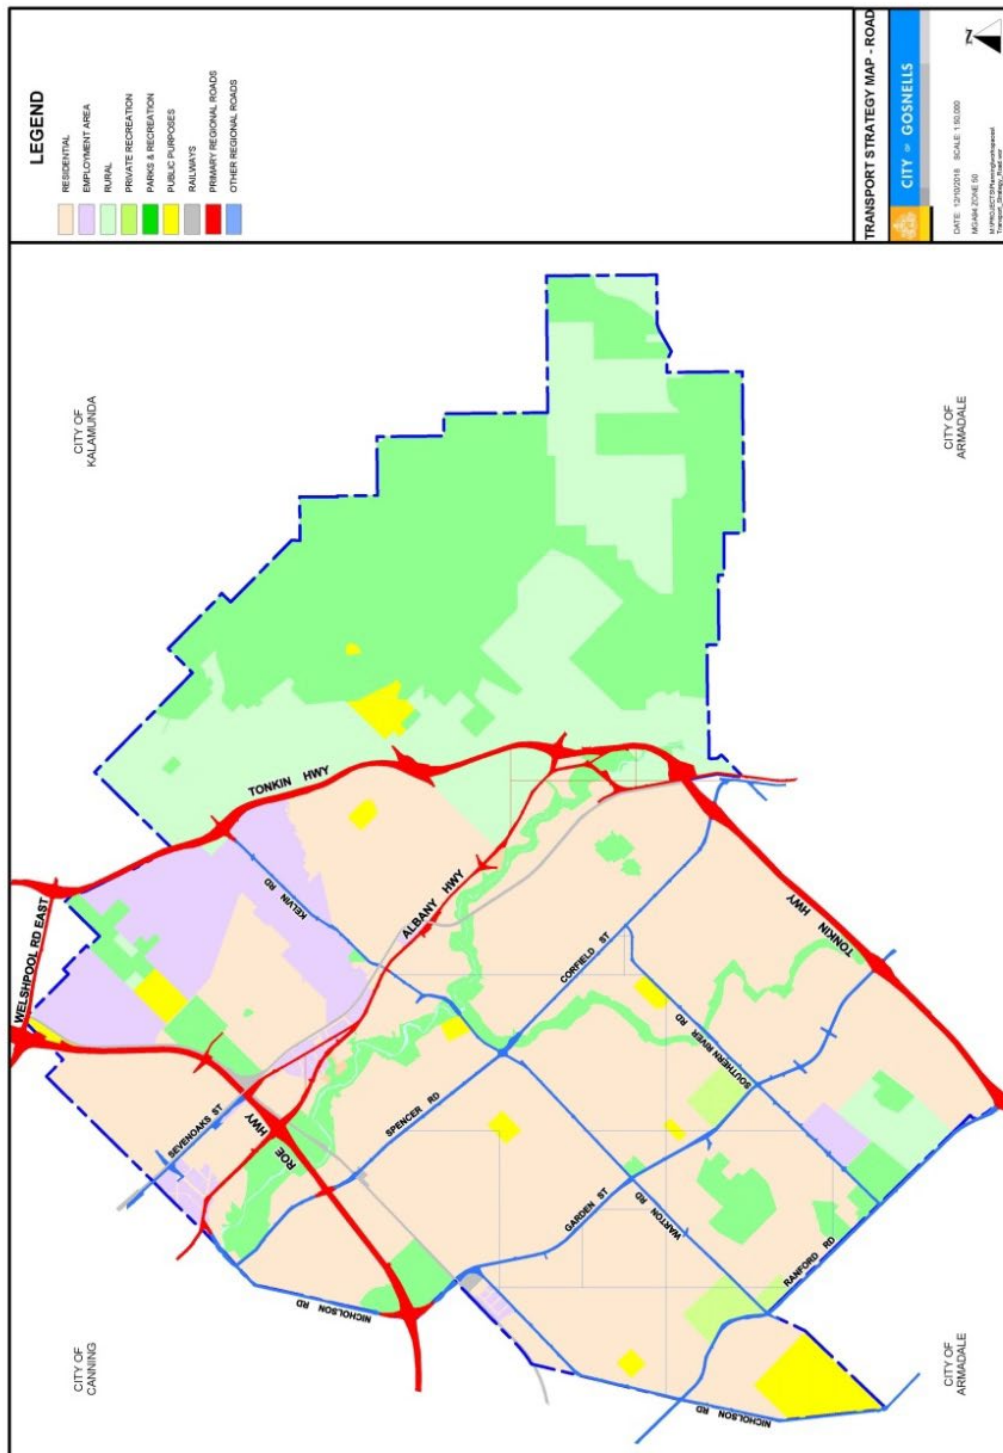 LEGEND
RESIDENTIAL
EMPLOYMENT AREA
RURAL
PRIVATE RECREATION
PARKS & RECREATION
PUBLIC PURPOSES
RAILWAYS
PRIMARY REGIONAL ROADS
OTHER REGIONAL ROADS
TRANSPORT STRATEGY MAP - ROAD
CITY OF GOSNELLS
N
DATE: 12/10/2018 SCALE: 1:50,000
MGA94 ZONE 50
CITY OF
KALAMUNDA
CITY OF
ARMADALE
WELSHPOOL RD EAST
TONKIN HWY
KELVIN RD
ALBANY HWY
SEVENOAKS ST
ROE
HWY
SPENCER RD
CORFIELD ST
TONKIN
HWY
SOUTHERN RIVER
RD
GARDEN ST
WARTON
RD
RANFORD RD
NICHOLSON RD
NICHOLSON RD
CITY OF
CANNING
CITY OF
ARMADALE